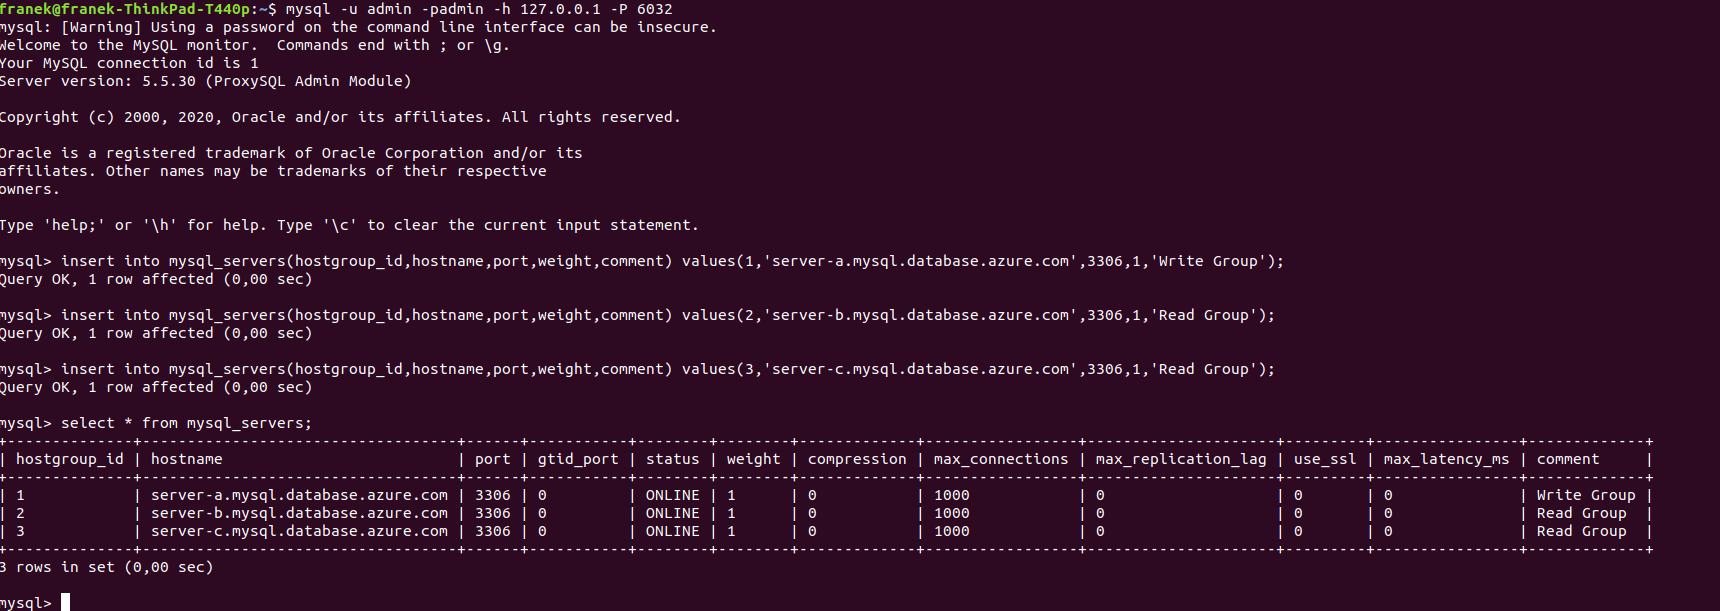 franek@franek-ThinkPad-T440p:~$ mysql -u admin -padmin -h 127.0.0.1 -P 6032
mysql: [Warning] Using a password on the command line interface can be insecure.
Welcome to the MySQL monitor.  Commands end with ; or \g.
Your MySQL connection id is 1
Server version: 5.5.30 (ProxySQL Admin Module)

Copyright (c) 2000, 2020, Oracle and/or its affiliates. All rights reserved.

Oracle is a registered trademark of Oracle Corporation and/or its
affiliates. Other names may be trademarks of their respective
owners.

Type 'help;' or '\h' for help. Type '\c' to clear the current input statement.

mysql> insert into mysql_servers(hostgroup_id,hostname,port,weight,comment) values(1,'server-a.mysql.database.azure.com',3306,1,'Write Group');
Query OK, 1 row affected (0,00 sec)

mysql> insert into mysql_servers(hostgroup_id,hostname,port,weight,comment) values(2,'server-b.mysql.database.azure.com',3306,1,'Read Group');
Query OK, 1 row affected (0,00 sec)

mysql> insert into mysql_servers(hostgroup_id,hostname,port,weight,comment) values(3,'server-c.mysql.database.azure.com',3306,1,'Read Group');
Query OK, 1 row affected (0,00 sec)

mysql> select * from mysql_servers;
+--------------+-----------------------------------+------+-----------+--------+--------+-------------+-----------------+---------------------+---------+----------------+-------------+
| hostgroup_id | hostname                          | port | gtid_port | status | weight | compression | max_connections | max_replication_lag | use_ssl | max_latency_ms | comment     |
+--------------+-----------------------------------+------+-----------+--------+--------+-------------+-----------------+---------------------+---------+----------------+-------------+
| 1            | server-a.mysql.database.azure.com | 3306 | 0         | ONLINE | 1      | 0           | 1000            | 0                   | 0       | 0              | Write Group |
| 2            | server-b.mysql.database.azure.com | 3306 | 0         | ONLINE | 1      | 0           | 1000            | 0                   | 0       | 0              | Read Group  |
| 3            | server-c.mysql.database.azure.com | 3306 | 0         | ONLINE | 1      | 0           | 1000            | 0                   | 0       | 0              | Read Group  |
+--------------+-----------------------------------+------+-----------+--------+--------+-------------+-----------------+---------------------+---------+----------------+-------------+
3 rows in set (0,00 sec)

mysql>